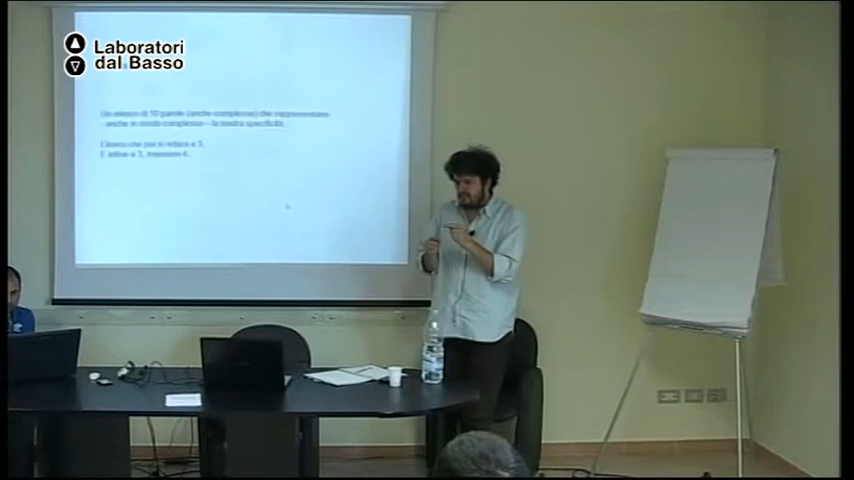 Laboratori
dal Basso
Un elenco di 10 parole (anche complesse) che rappresentano
-anche in modo complesso- la nostra specificità.
Elenco che poi si riduce a 5.
E infine a 3, massimo 4.